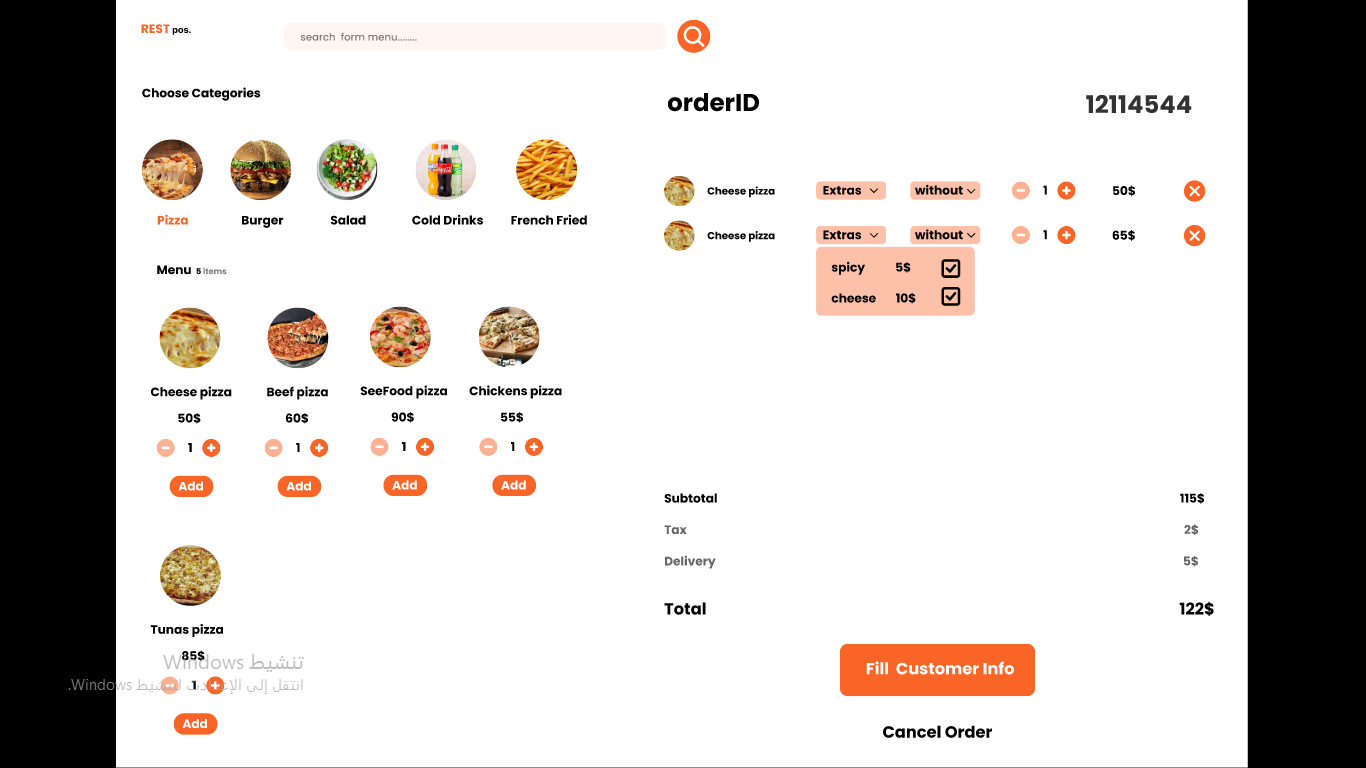 REST pos.
search form menu........
Choose Categories
Pizza Burger Salad Cold Drinks French Fried
Menu 5 items
Cheese pizza Beef pizza SeeFood pizza Chickens pizza
50$ 60$ 90$ 55$
1 1 1 1
Add Add Add Add
Tunas pizza
85$
1
Add
orderID 12114544
Cheese pizza Extras without 1 50$
Cheese pizza Extras without 1 65$
spicy 5$
cheese 10$
Subtotal 115$
Tax 2$
Delivery 5$
Total 122$
Fill Customer Info
Cancel Order
تنشيط Windows
انتقل إلى الإعدادات لتنشيط Windows.